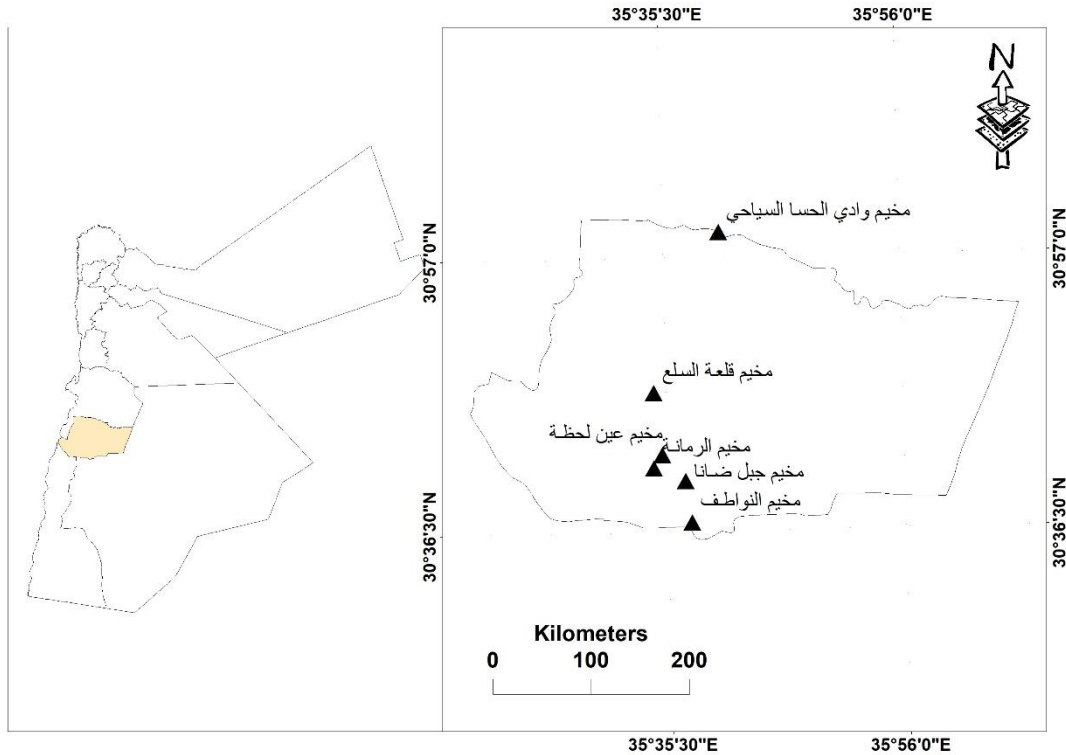 35°35'30"E
35°56'0"E
N
30°57'0"N
30°57'0"N
مخيم وادي الحسا السياحي
مخيم قلعة السلع
مخيم عين لحظة
مخيم الرمانة
مخيم جبل ضانا
مخيم النواطف
30°36'30"N
30°36'30"N
Kilometers
0 100 200
35°35'30"E
35°56'0"E